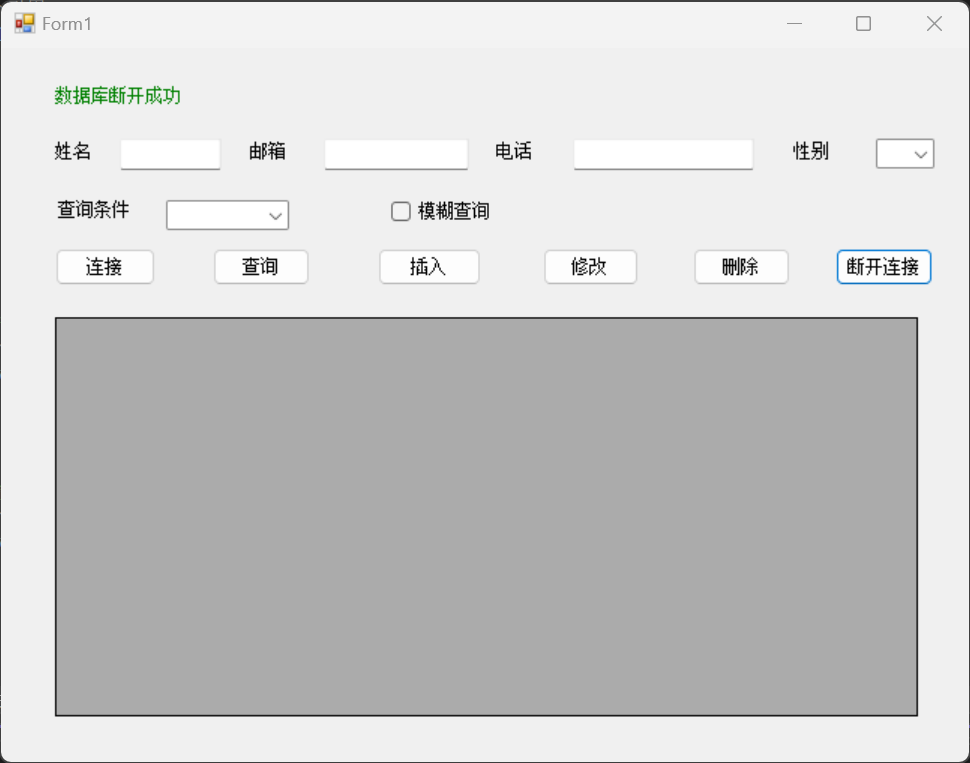 Form1
数据库断开成功
姓名 邮箱 电话 性别
查询条件 模糊查询
连接 查询 插入 修改 删除 断开连接